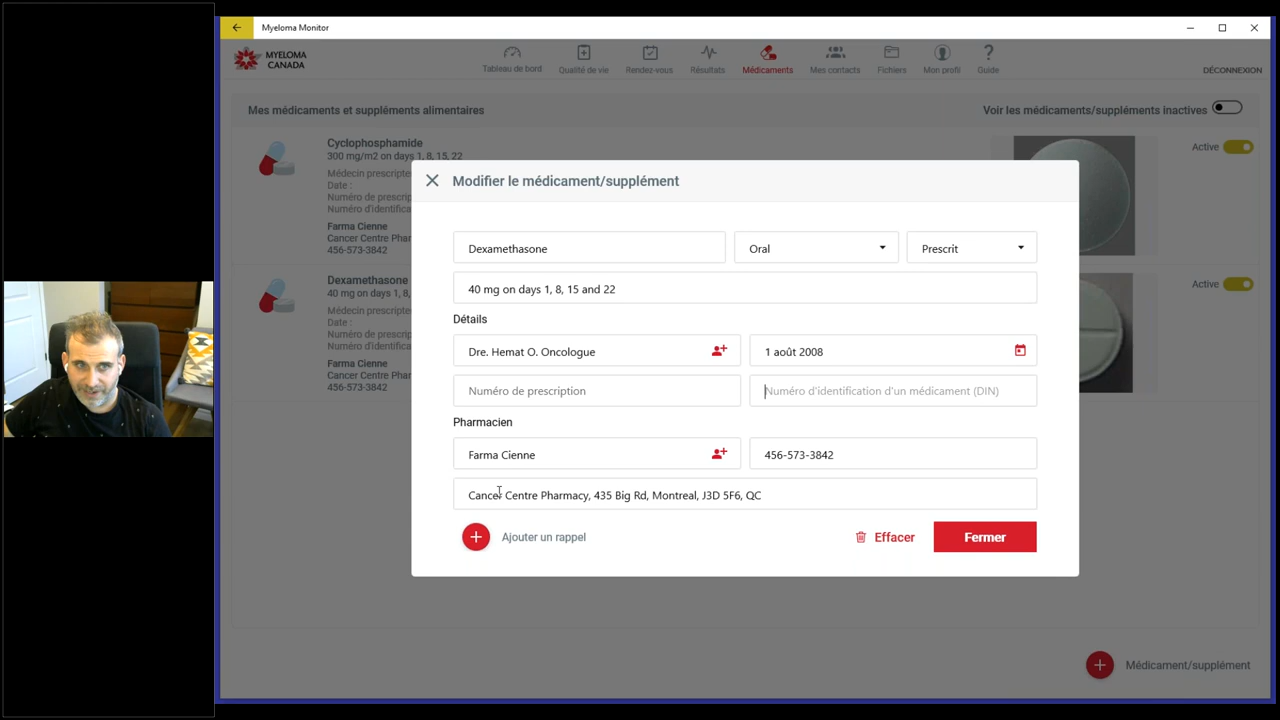 Myeloma Monitor
MYELOMA
CANADA
Tableau de bord
Qualité de vie
Rendez-vous
Résultats
Médicaments
Mes contacts
Fichiers
Mon profil
Guide
DÉCONNEXION
Mes médicaments et suppléments alimentaires
Voir les médicaments/suppléments inactives
Cyclophosphamide
300 mg/m2 on days 1, 8, 15, 22
Médecin prescripte
Date :
Numéro de prescrip
Numéro d'identifica
Farma Cienne
Cancer Centre Phar
456-573-3842
Active
Dexamethasone
40 mg on days 1, 8,
Médecin prescripte
Date :
Numéro de prescrip
Numéro d'identifica
Farma Cienne
Cancer Centre Phar
456-573-3842
Active
Modifier le médicament/supplément
Dexamethasone
Oral
Prescrit
40 mg on days 1, 8, 15 and 22
Détails
Dre. Hemat O. Oncologue
1 août 2008
Numéro de prescription
Numéro d'identification d'un médicament (DIN)
Pharmacien
Farma Cienne
456-573-3842
Cancer Centre Pharmacy, 435 Big Rd, Montreal, J3D 5F6, QC
Ajouter un rappel
Effacer
Fermer
Médicament/supplément